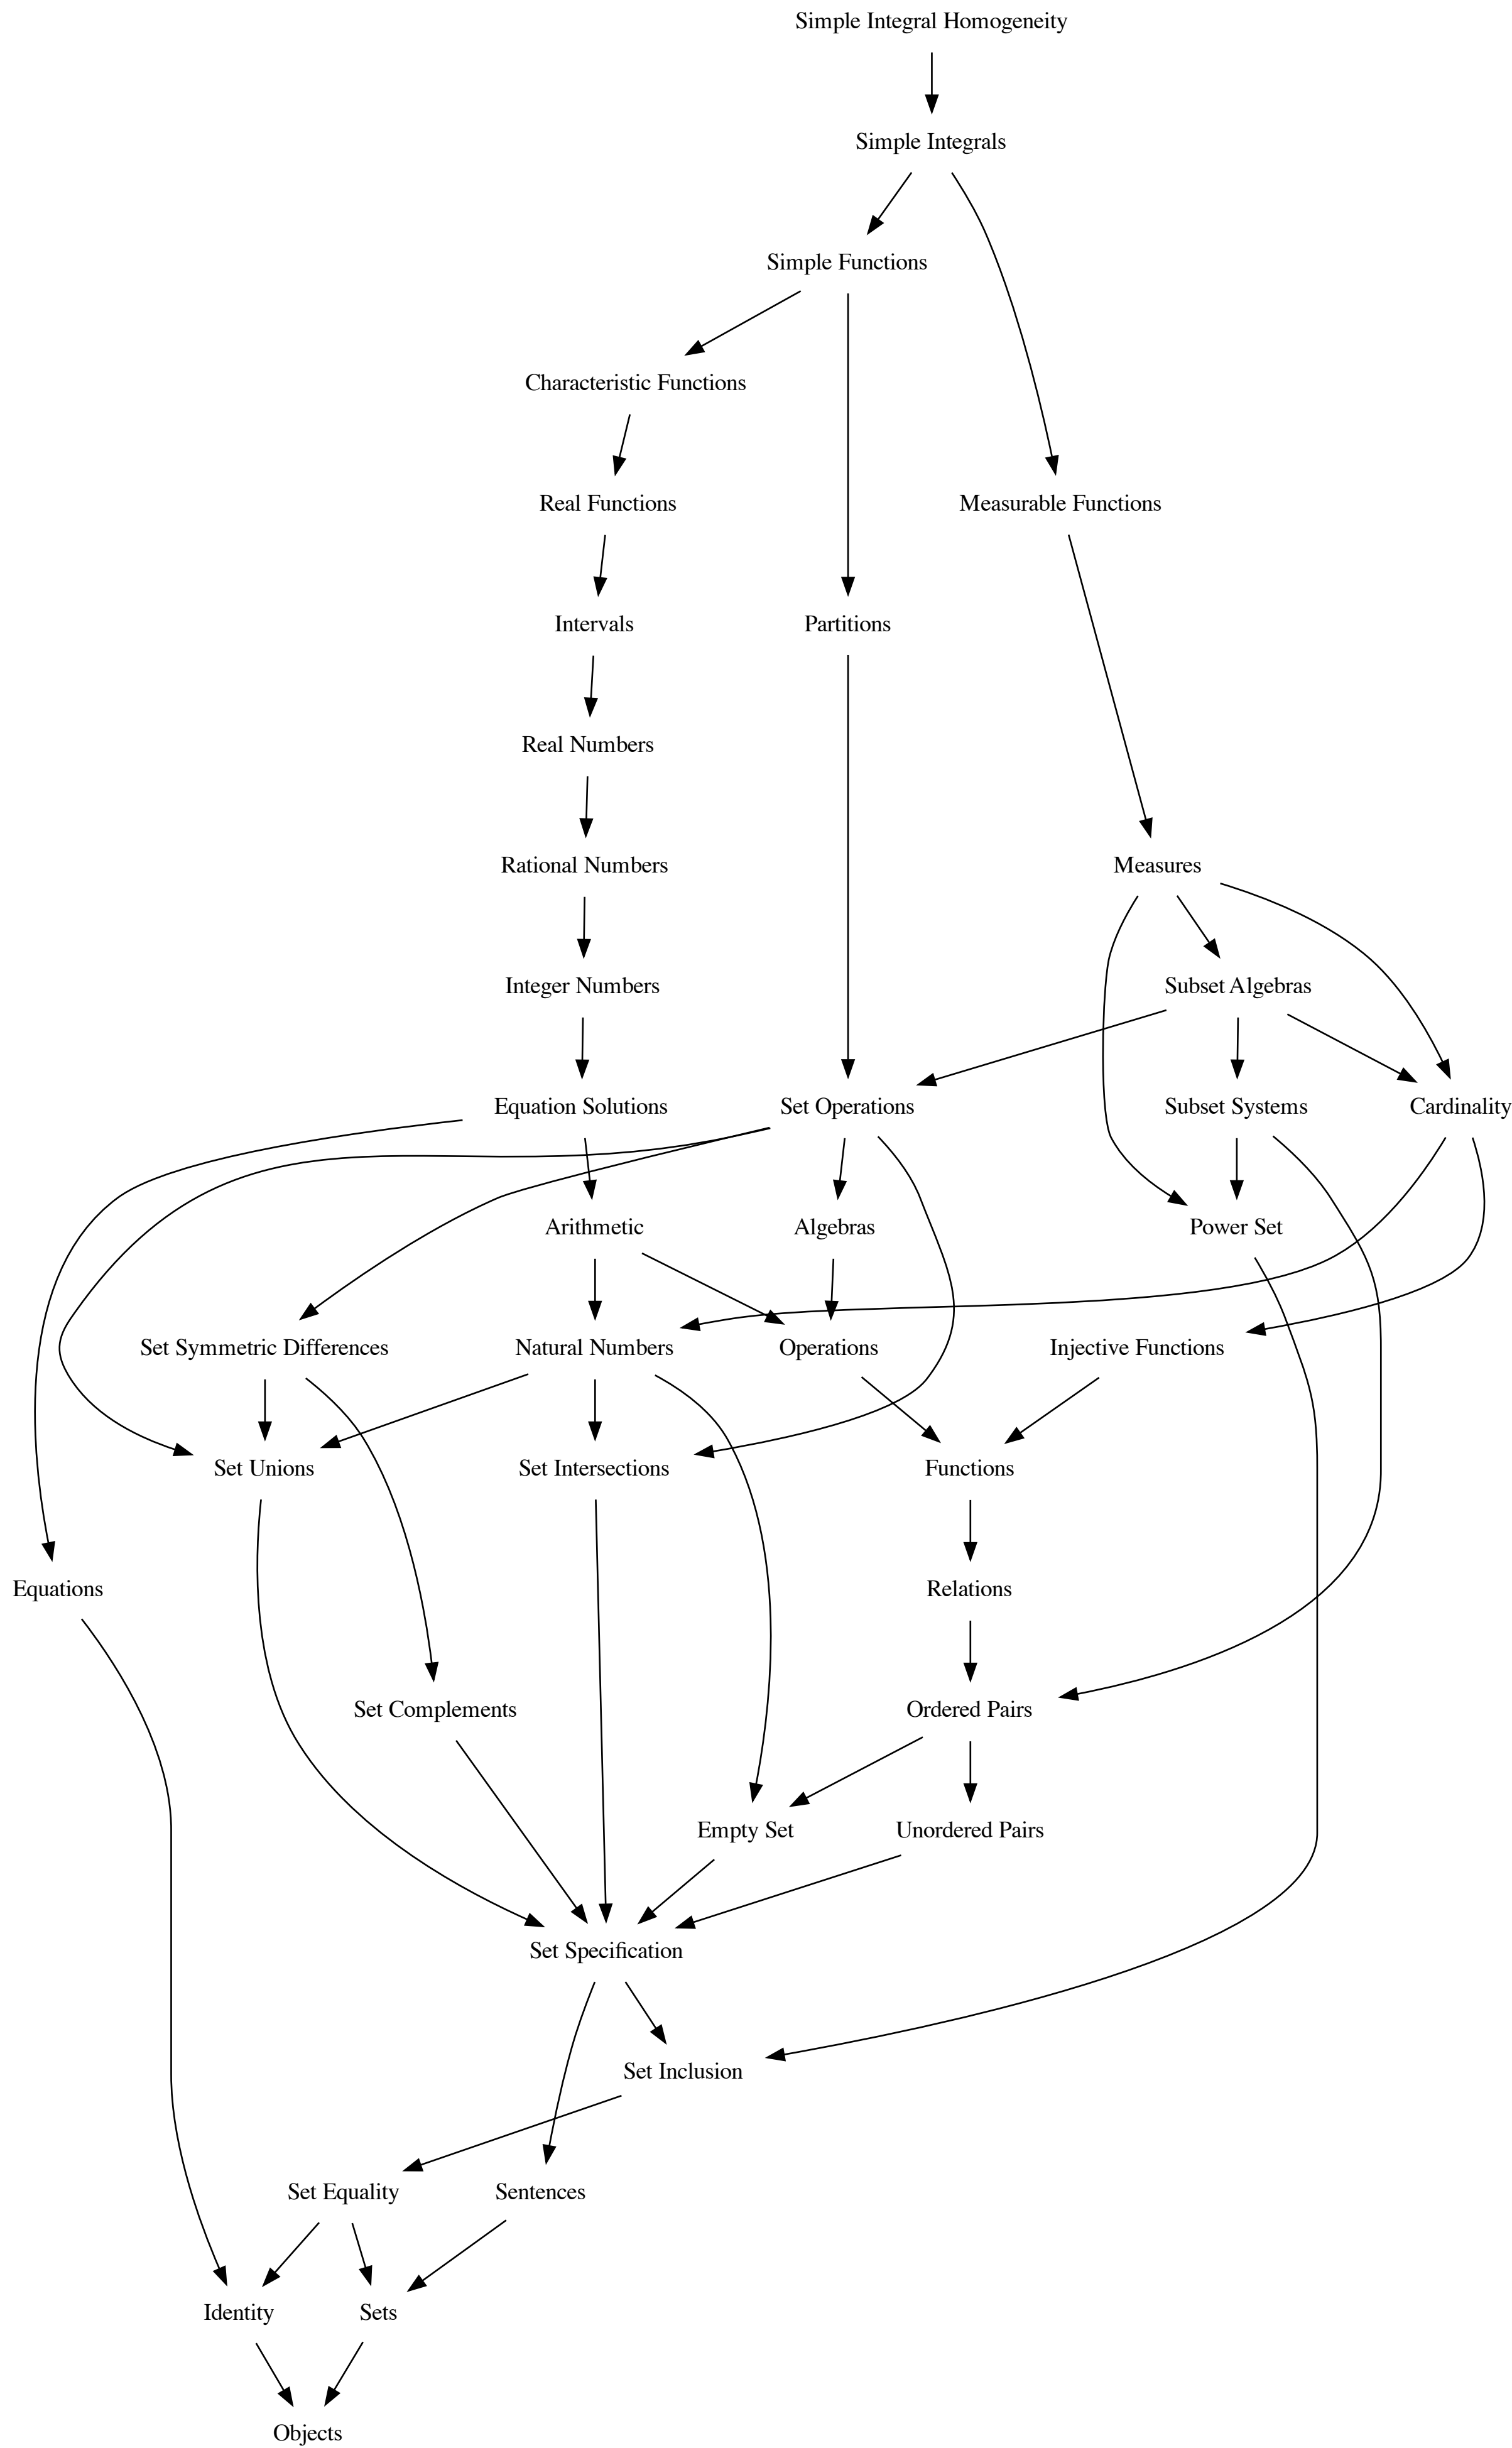 Simple Integral Homogeneity
Simple Integrals
Simple Functions
Characteristic Functions
Real Functions
Measurable Functions
Intervals
Partitions
Real Numbers
Rational Numbers
Measures
Integer Numbers
Subset Algebras
Equation Solutions
Set Operations
Subset Systems
Cardinality
Arithmetic
Algebras
Power Set
Set Symmetric Differences
Natural Numbers
Operations
Injective Functions
Set Unions
Set Intersections
Functions
Equations
Relations
Set Complements
Ordered Pairs
Empty Set
Unordered Pairs
Set Specification
Set Inclusion
Set Equality
Sentences
Identity
Sets
Objects